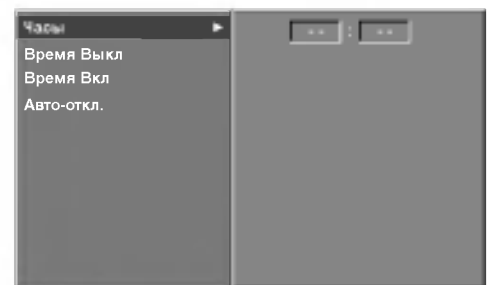 Часы ►
-- : --
Время Выкл
Время Вкл
Авто-откл.